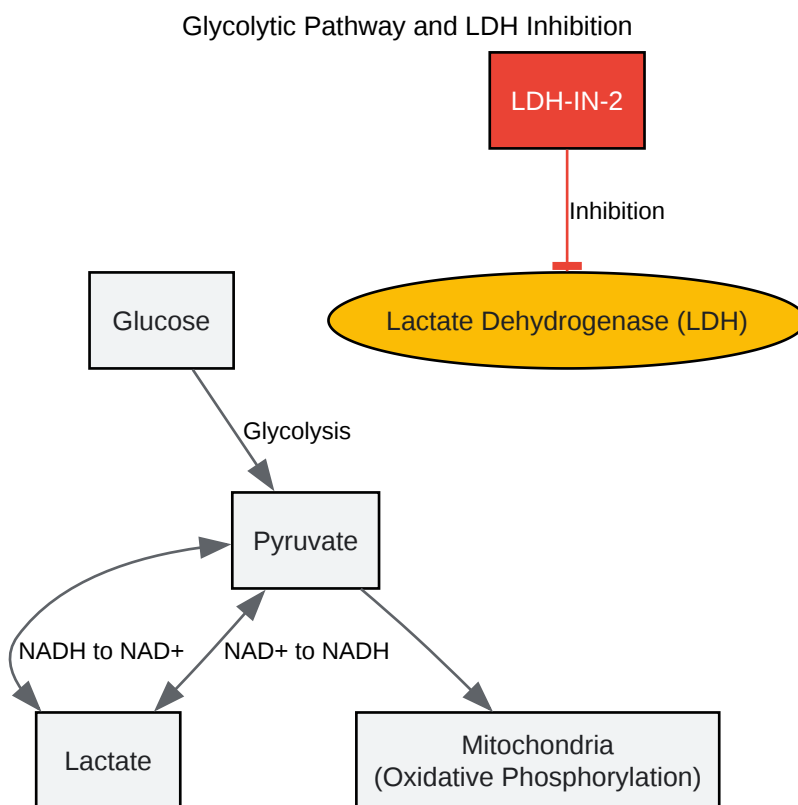 Glycolytic Pathway and LDH Inhibition
LDH-IN-2
Inhibition
Lactate Dehydrogenase (LDH)
Glucose
Glycolysis
Pyruvate
NADH to NAD+
NAD+ to NADH
Lactate
Mitochondria
(Oxidative Phosphorylation)